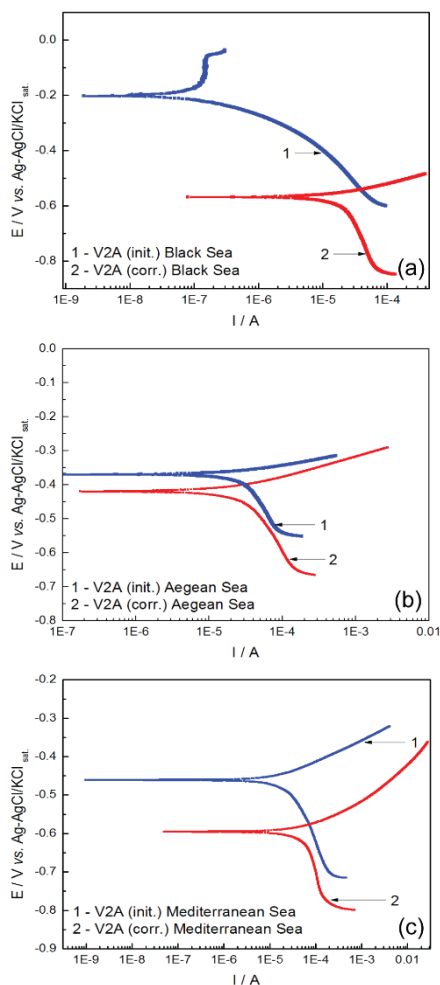 0.0
-0.2
-0.4
-0.6
-0.8
E / V vs. Ag-AgCl/KCl sat.
1
2
1 - V2A (init.) Black Sea
2 - V2A (corr.) Black Sea
(a)
1E-9 1E-8 1E-7 1E-6 1E-5 1E-4
I / A
0.0
-0.1
-0.2
-0.3
-0.4
-0.5
-0.6
-0.7
-0.8
E / V vs. Ag-AgCl/KCl sat.
1
2
1 - V2A (init.) Aegean Sea
2 - V2A (corr.) Aegean Sea
(b)
1E-7 1E-6 1E-5 1E-4 1E-3 0.01
I / A
-0.2
-0.3
-0.4
-0.5
-0.6
-0.7
-0.8
-0.9
E / V vs. Ag-AgCl/KCl sat.
1
2
1 - V2A (init.) Mediterranean Sea
2 - V2A (corr.) Mediterranean Sea
(c)
1E-9 1E-8 1E-7 1E-6 1E-5 1E-4 1E-3 0.01
I / A